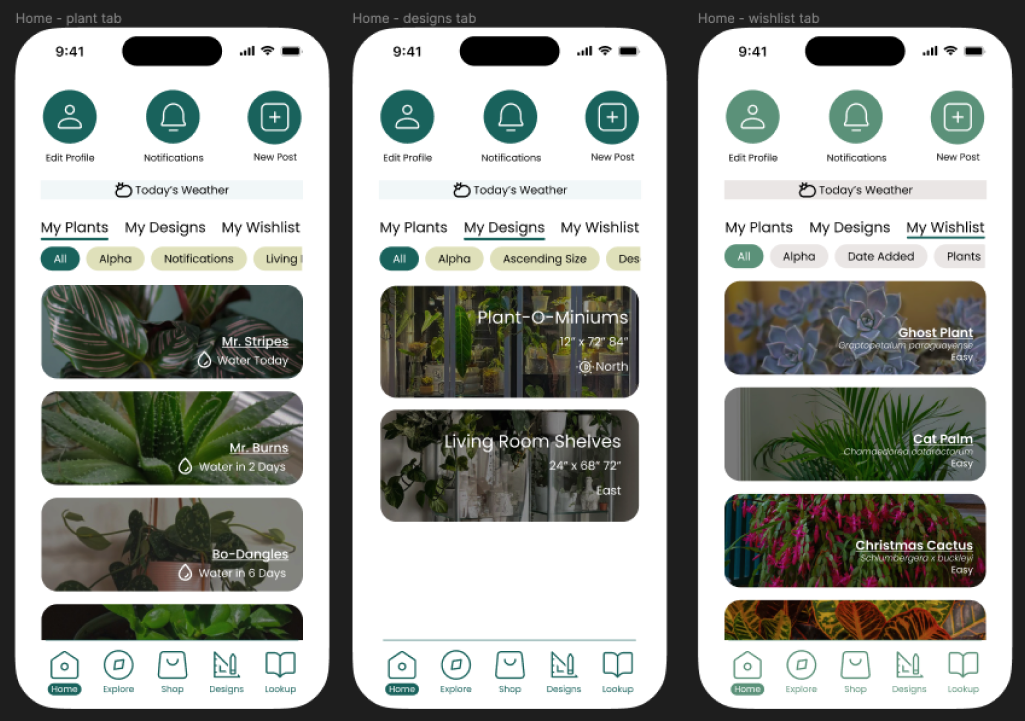 Home - plant tab
9:41
Edit Profile
Notifications
New Post
Today's Weather
My Plants
My Designs
My Wishlist
All
Alpha
Notifications
Living
Mr. Stripes
Water Today
Mr. Burns
Water in 2 Days
Bo-Dangles
Water in 6 Days
Home
Explore
Shop
Designs
Lookup
Home - designs tab
9:41
Edit Profile
Notifications
New Post
Today's Weather
My Plants
My Designs
My Wishlist
All
Alpha
Ascending Size
Des
Plant-O-Miniums
12” x 72” 84”
North
Living Room Shelves
24” x 68” 72”
East
Home
Explore
Shop
Designs
Lookup
Home - wishlist tab
9:41
Edit Profile
Notifications
New Post
Today's Weather
My Plants
My Designs
My Wishlist
All
Alpha
Date Added
Plants
Ghost Plant
Graptopetalum paraguayense
Easy
Cat Palm
Chamaedorea cataractarum
Easy
Christmas Cactus
Schlumbergera x buckleyi
Easy
Home
Explore
Shop
Designs
Lookup